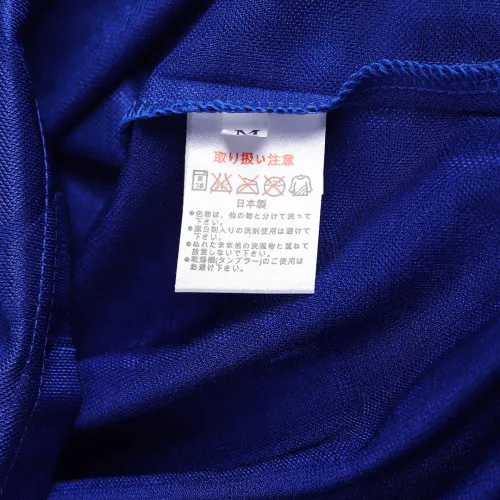 M
取り扱い注意
日本製
●色物は、他の物と分けて洗って
下さい。
●蛍白剤入りの洗剤使用は避けて
下さい。
●ぬれたまま他の洗濯物と重ねて
放置しないで下さい。
●乾燥機(タンブラー)のご使用は
お避け下さい。